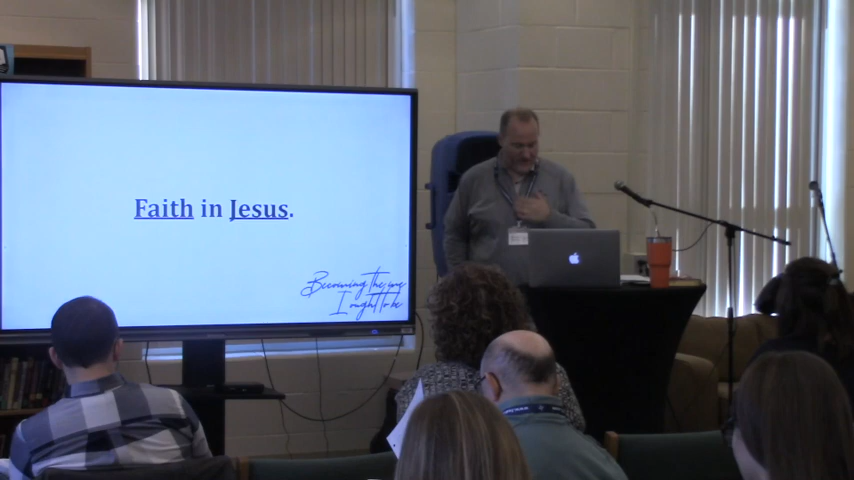 Faith in Jesus.
Becoming the one
I ought to be